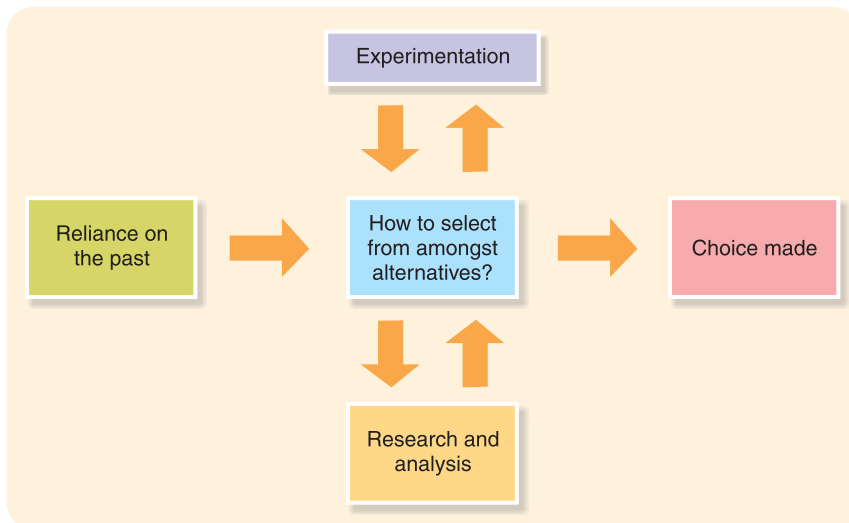 Experimentation
Reliance on
the past
How to select
from amongst
alternatives?
Choice made
Research and
analysis